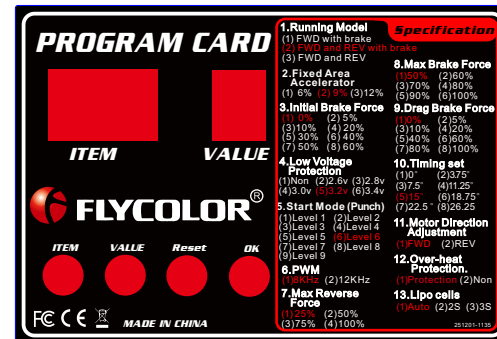 PROGRAM CARD
ITEM
VALUE
FLYCOLOR®
ITEM
VALUE
Reset
OK
FC CE
MADE IN CHINA
Specification
1.Running Model
(1) FWD with brake
(2) FWD and REV with brake
(3) FWD and REV
2.Fixed Area
Accelerator
(1) 6% (2) 9% (3)12%
3.Initial Brake Force
(1) 0% (2) 5%
(3)10% (4) 20%
(5) 30% (6) 40%
(7) 50% (8) 60%
4.Low Voltage
Protection
(1)Non (2)2.6v (3)2.8v
(4)3.0v (5)3.2v (6)3.4v
5.Start Mode (Punch)
(1)Level 1 (2)Level 2
(3)Level 3 (4)Level 4
(5)Level 5 (6)Level 6
(7)Level 7 (8)Level 8
(9)Level 9
6.PWM
(1)8KHz (2)12KHz
7.Max Reverse
Force
(1)25% (2)50%
(3)75% (4)100%
8.Max Brake Force
(1)50% (2)60%
(3)70% (4)80%
(5)90% (6)100%
9.Drag Brake Force
(1)0% (2)5%
(3)10% (4)20%
(5)40% (6)60%
(7)80% (8)100%
10.Timing set
(1)0° (2)3.75°
(3)7.5° (4)11.25°
(5)15° (6)18.75°
(7)22.5° (8)26.25
11.Motor Direction
Adjustment
(1)FWD (2)REV
12.Over-heat
Protection.
(1)Protection (2)Non
13.Lipo cells
(1)Auto (2)2S (3)3S
251201-1135